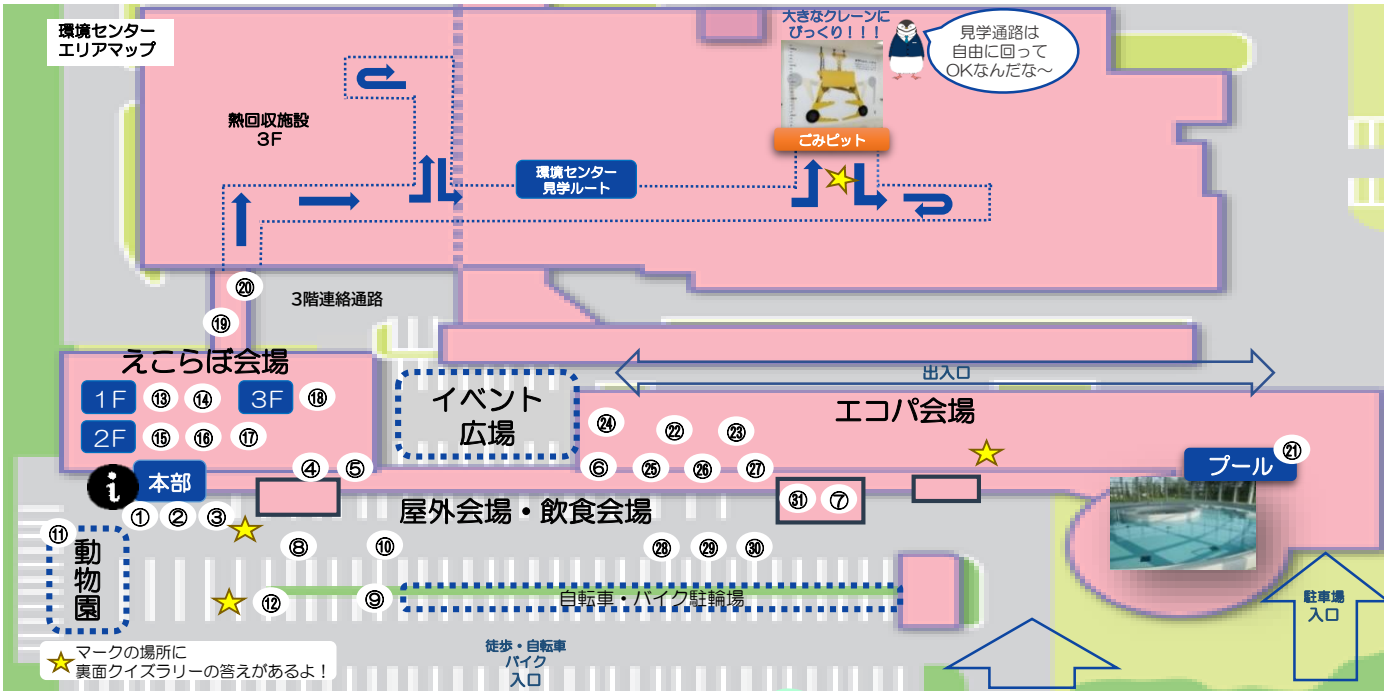 環境センター
エリアマップ
大きなクレーンに
びっくり！！！
見学通路は
自由に回って
OKなんだな～
熱回収施設
3F
ごみピット
環境センター
見学ルート
⑳
3階連絡通路
⑲
えこらぼ会場
1F ⑬ ⑭ 3F ⑱
2F ⑮ ⑯ ⑰
イベント
広場
出入口
エコパ会場
㉔ ㉒ ㉓
④ ⑤
⑥ ㉕ ㉖ ㉗
プール ㉑
i 本部
① ② ③
屋外会場・飲食会場
㉛ ⑦
⑪
動物園
⑧ ⑩
㉘ ㉙ ㉚
⑫ ⑨
自転車・バイク駐輪場
駐車場
入口
徒歩・自転車
バイク
入口
マークの場所に
裏面クイズラリーの答えがあるよ！